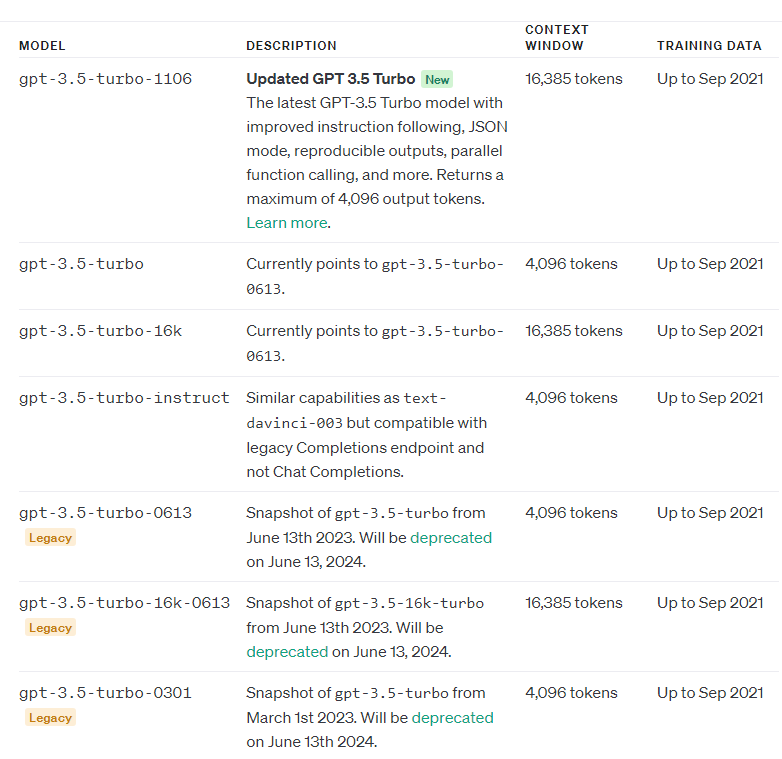 MODEL DESCRIPTION CONTEXT WINDOW TRAINING DATA
gpt-3.5-turbo-1106 Updated GPT 3.5 Turbo New 16,385 tokens Up to Sep 2021
The latest GPT-3.5 Turbo model with
improved instruction following, JSON
mode, reproducible outputs, parallel
function calling, and more. Returns a
maximum of 4,096 output tokens.
Learn more.
gpt-3.5-turbo Currently points to gpt-3.5-turbo- 4,096 tokens Up to Sep 2021
0613.
gpt-3.5-turbo-16k Currently points to gpt-3.5-turbo- 16,385 tokens Up to Sep 2021
0613.
gpt-3.5-turbo-instruct Similar capabilities as text- 4,096 tokens Up to Sep 2021
davinci-003 but compatible with
legacy Completions endpoint and
not Chat Completions.
gpt-3.5-turbo-0613 Snapshot of gpt-3.5-turbo from 4,096 tokens Up to Sep 2021
Legacy June 13th 2023. Will be deprecated
on June 13, 2024.
gpt-3.5-turbo-16k-0613 Snapshot of gpt-3.5-16k-turbo 16,385 tokens Up to Sep 2021
Legacy from June 13th 2023. Will be
deprecated on June 13, 2024.
gpt-3.5-turbo-0301 Snapshot of gpt-3.5-turbo from 4,096 tokens Up to Sep 2021
Legacy March 1st 2023. Will be deprecated
on June 13th 2024.